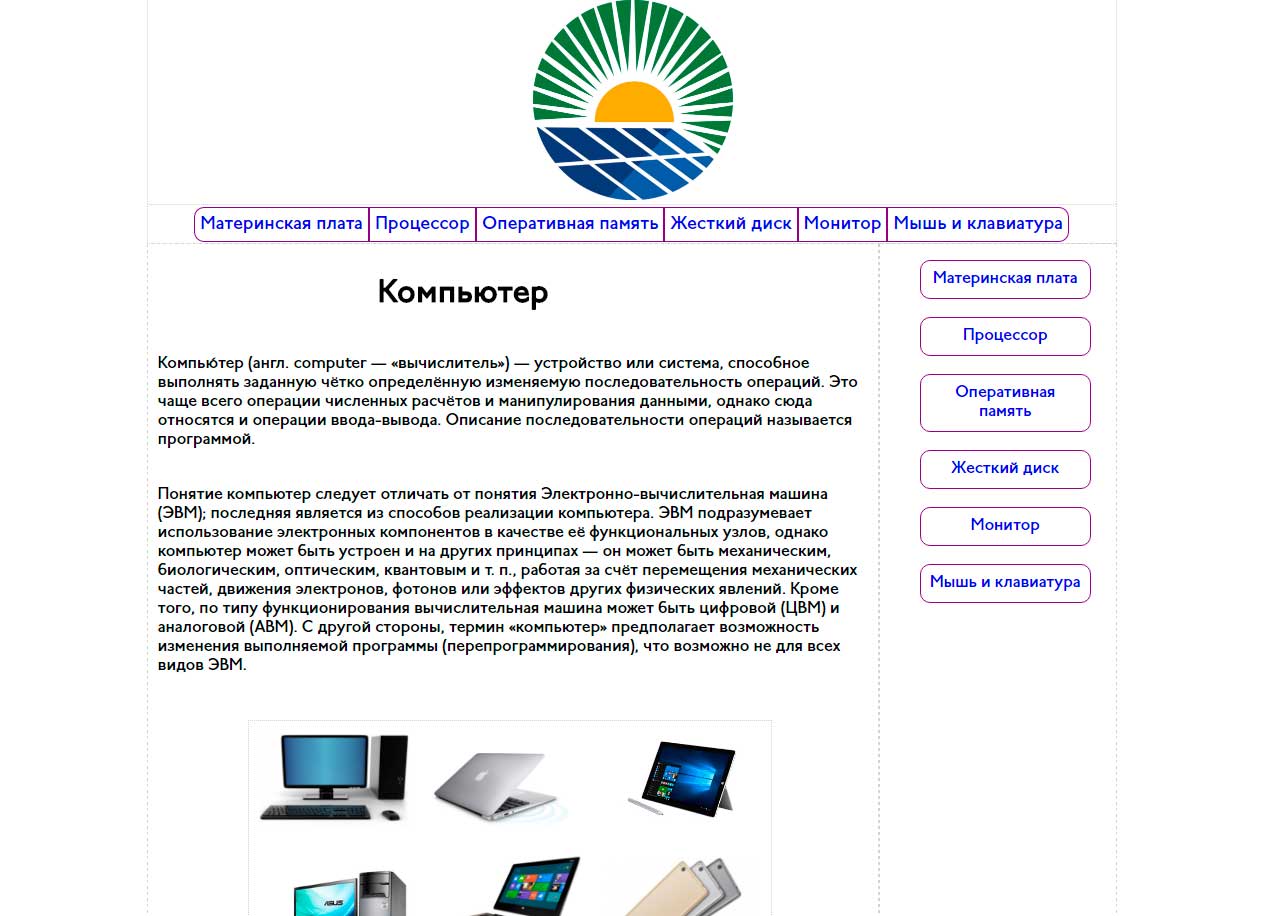 Материнская плата Процессор Оперативная память Жесткий диск Монитор Мышь и клавиатура
Компьютер
Компью́тер (англ. computer — «вычислитель») — устройство или система, способное
выполнять заданную чётко определённую изменяемую последовательность операций. Это
чаще всего операции численных расчётов и манипулирования данными, однако сюда
относятся и операции ввода-вывода. Описание последовательности операций называется
программой.
Понятие компьютер следует отличать от понятия Электронно-вычислительная машина
(ЭВМ); последняя является из способов реализации компьютера. ЭВМ подразумевает
использование электронных компонентов в качестве её функциональных узлов, однако
компьютер может быть устроен и на других принципах — он может быть механическим,
биологическим, оптическим, квантовым и т. п., работая за счёт перемещения механических
частей, движения электронов, фотонов или эффектов других физических явлений. Кроме
того, по типу функционирования вычислительная машина может быть цифровой (ЦВМ) и
аналоговой (АВМ). С другой стороны, термин «компьютер» предполагает возможность
изменения выполняемой программы (перепрограммирования), что возможно не для всех
видов ЭВМ.
ASUS
Материнская плата
Процессор
Оперативная
память
Жесткий диск
Монитор
Мышь и клавиатура